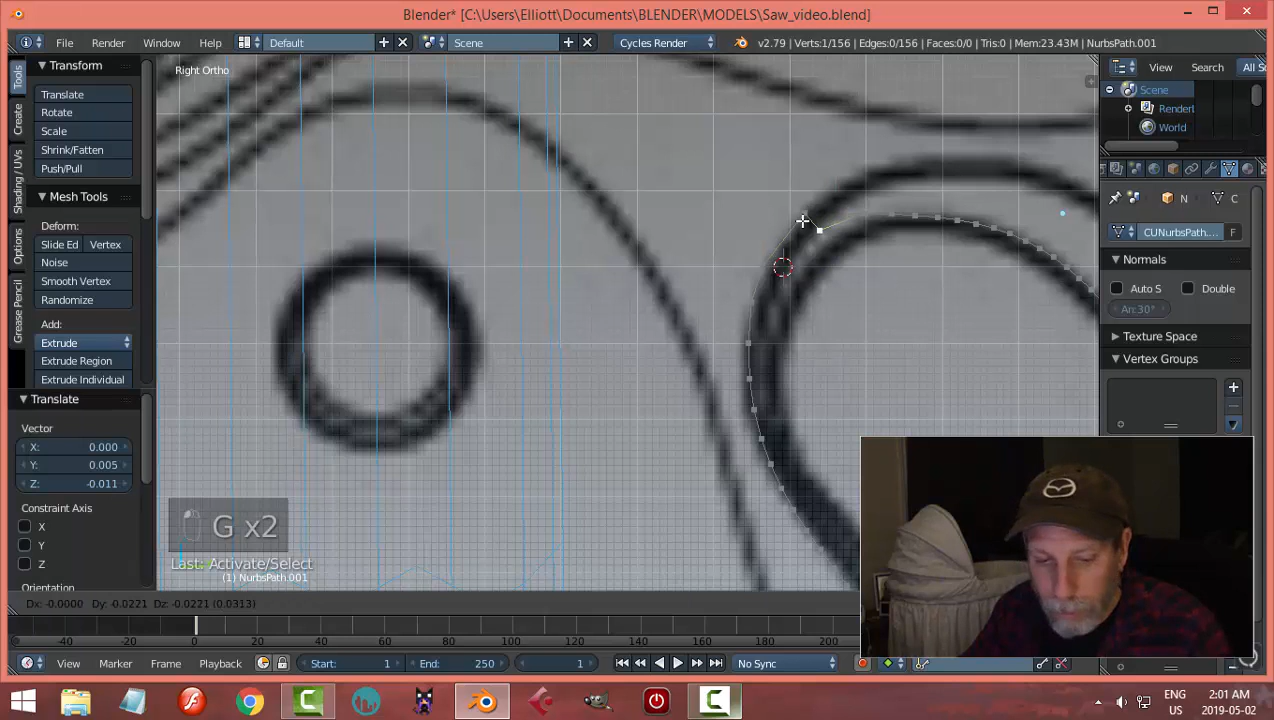 Blender* [C:\Users\Elliott\Documents\BLENDER\MODELS\Saw_video.blend]
File Render Window Help Default Scene Cycles Render v2.79 | Verts:1/156 | Edges:0/156 | Faces:0/0 | Tris:0 | Mem:23.43M | NurbsPath.001
Tools
Create
Shading / UVs
Options
Grease Pencil
Transform
Translate
Rotate
Scale
Shrink/Fatten
Push/Pull
Mesh Tools
Deform:
Slide Ed Vertex
Noise
Smooth Vertex
Randomize
Add:
Extrude
Extrude Region
Extrude Individual
Translate
Vector
X: 0.000
Y: 0.005
Z: -0.011
Constraint Axis
X
Y
Z
Orientation
Right Ortho
G x2
Last: Activate/Select
(1) NurbsPath.001
Dx: -0.0000 Dy: -0.0221 Dz: -0.0221 (0.0313)
View Search All S
Scene
Render
World
N C
CUNurbsPath.... F
Normals
Auto S Double
An:30°
Texture Space
Vertex Groups
-40 -20 0 20 40 60 80 100 120 140 160 180 200
View Marker Frame Playback Start: 1 End: 250 1 No Sync
ENG
US
2:01 AM
2019-05-02